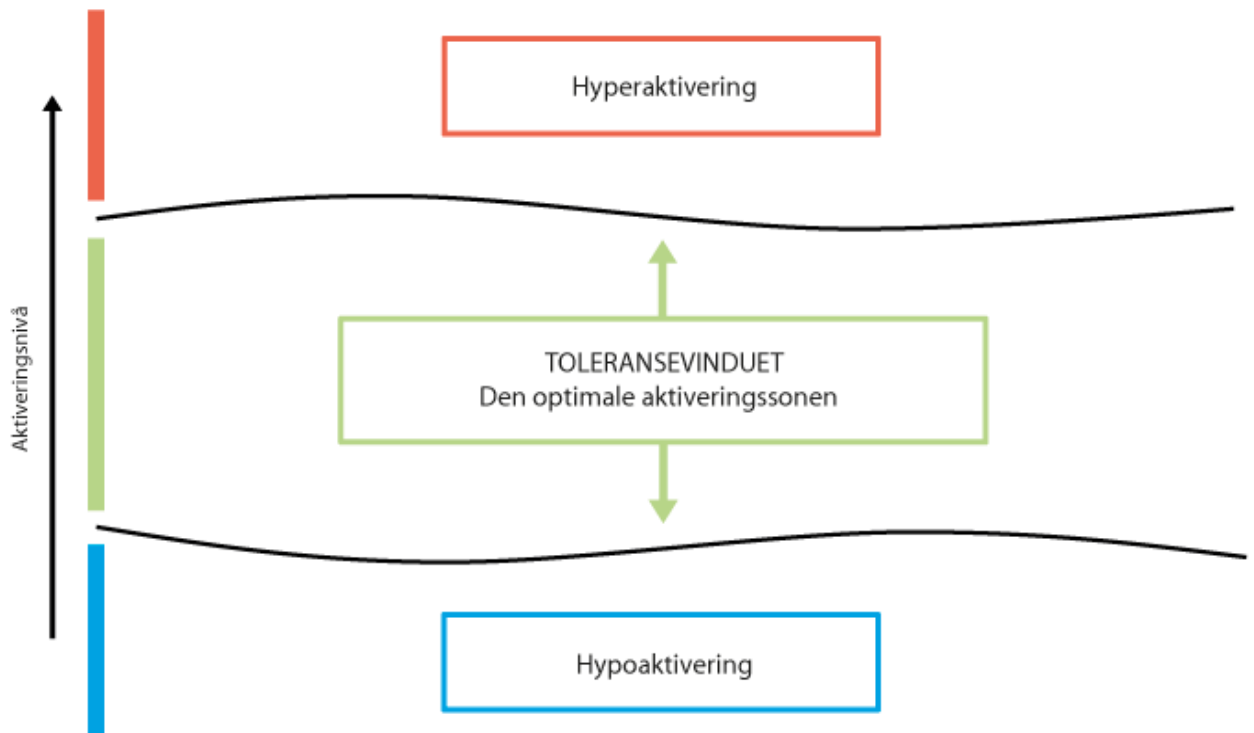 Hyperaktivering
Aktiveringsnivå
TOLERANSEVINDUET
Den optimale aktiveringssonen
Hypoaktivering